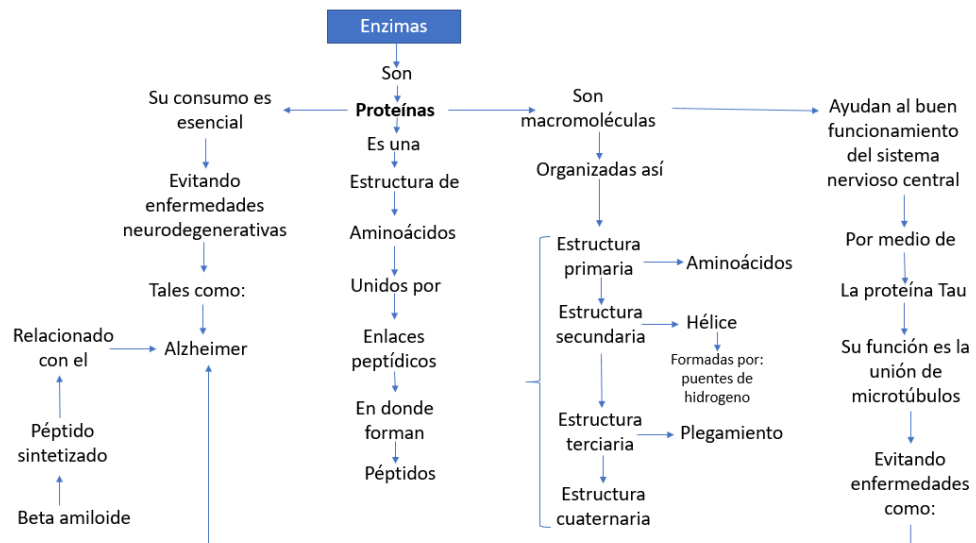 Enzimas
Son
Proteínas
Es una
Estructura de
Aminoácidos
Unidos por
Enlaces
peptídicos
En donde
forman
Péptidos
Su consumo es
esencial
Evitando
enfermedades
neurodegenerativas
Tales como:
Alzheimer
Relacionado
con el
Péptido
sintetizado
Beta amiloide
Son
macromoléculas
Organizadas así
Estructura
primaria
Aminoácidos
Estructura
secundaria
Hélice
Formadas por:
puentes de
hidrogeno
Estructura
terciaria
Plegamiento
Estructura
cuaternaria
Ayudan al buen
funcionamiento
del sistema
nervioso central
Por medio de
La proteína Tau
Su función es la
unión de
microtúbulos
Evitando
enfermedades
como: